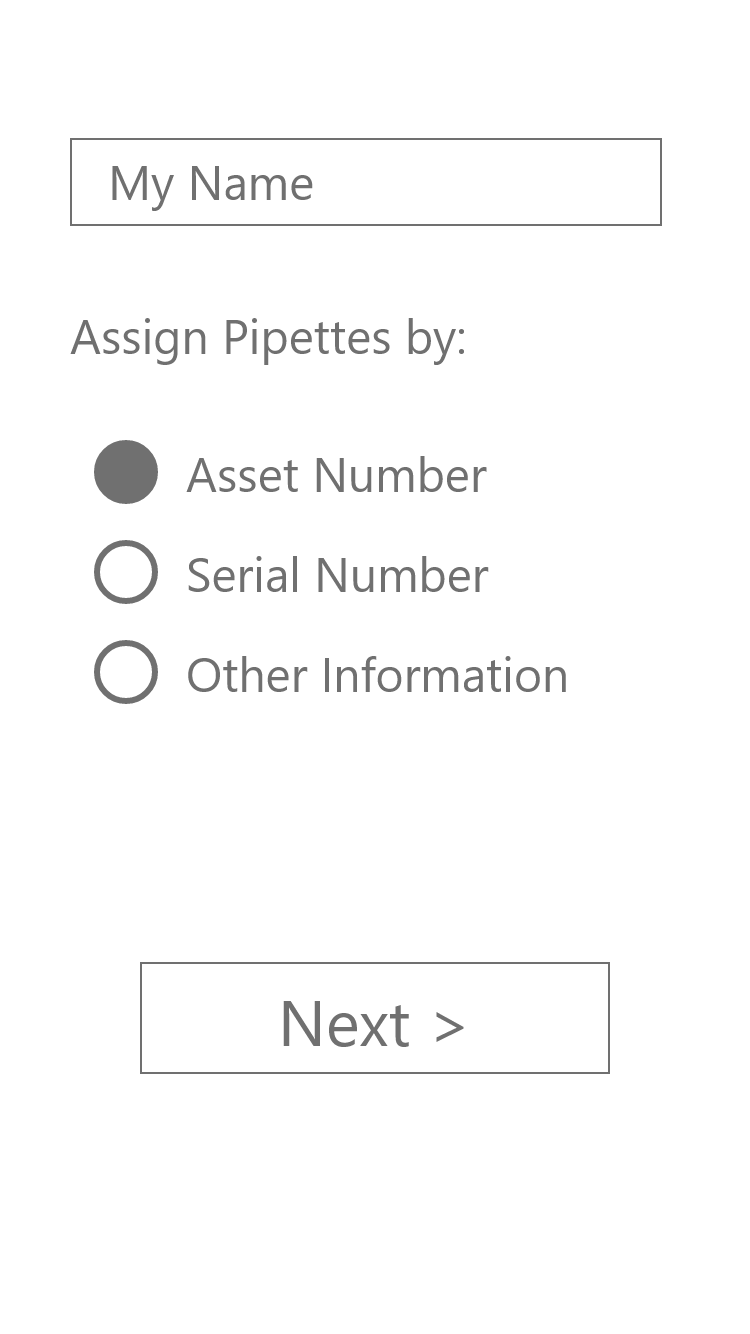 My Name
Assign Pipettes by:
Asset Number
Serial Number
Other Information
Next >